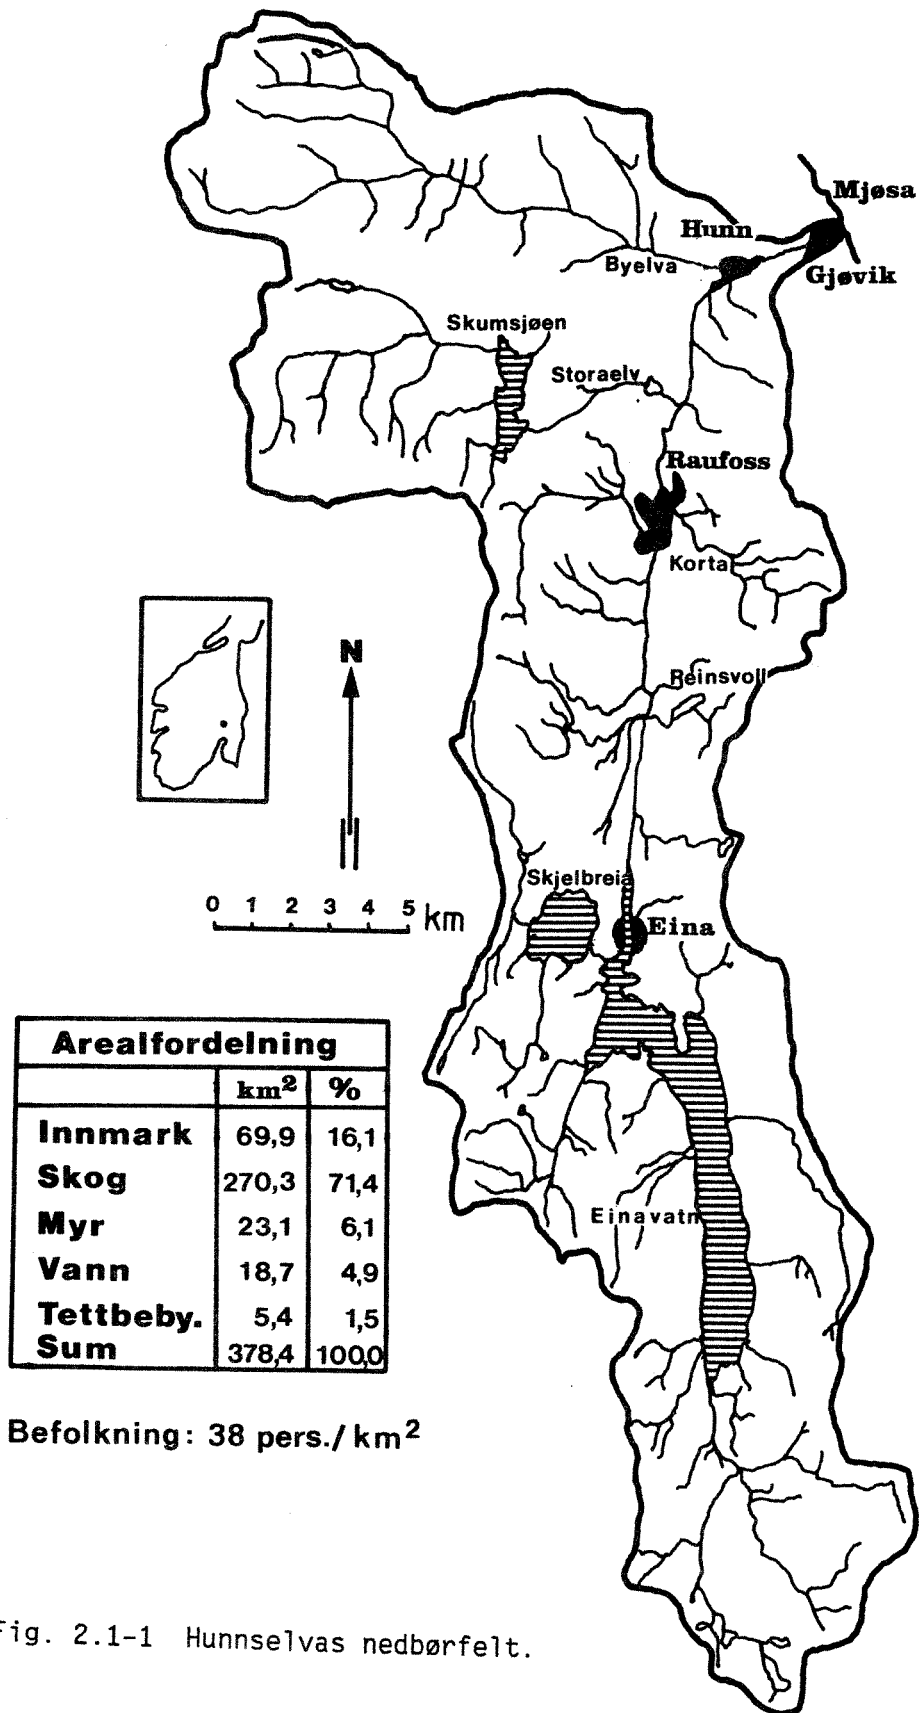 Mjøsa
Hunn
Byelva
Gjøvik
Skumsjøen
Storaelv
Raufoss
Korta
Reinsvoll
N
Skjelbreia
0 1 2 3 4 5 km
Eina
Arealfordelning
km² %
Innmark 69,9 16,1
Skog 270,3 71,4
Myr 23,1 6,1
Vann 18,7 4,9
Tettbeby. 5,4 1,5
Sum 378,4 100,0
Einavatn
Befolkning: 38 pers./km²
Fig. 2.1-1 Hunnselvas nedbørfelt.